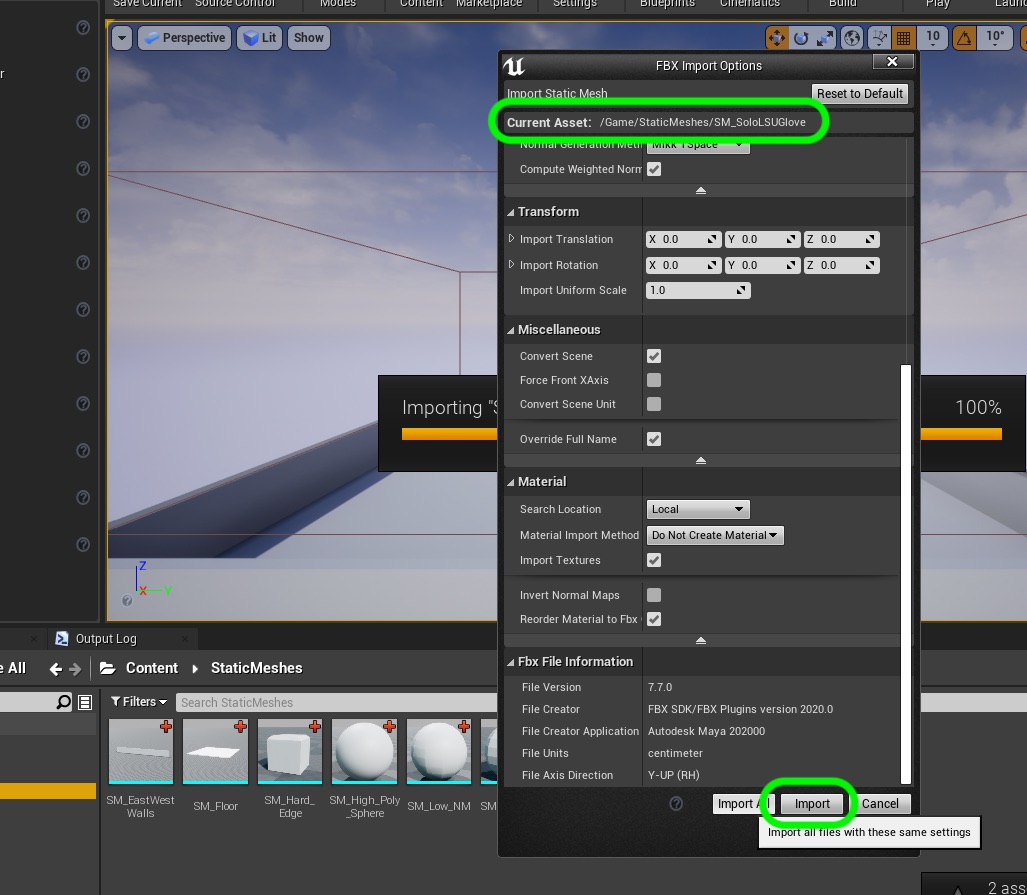 Save Current Source Control Modes Content Marketplace Settings Blueprints Cinematics Build Play
r
Perspective Lit Show 10 10°
FBX Import Options
Import Static Mesh Reset to Default
Current Asset: /Game/StaticMeshes/SM_SoloLSUGlove
Normal Generation Meth MikkTSpace
Compute Weighted Norm
Transform
Import Translation X 0.0 Y 0.0 Z 0.0
Import Rotation X 0.0 Y 0.0 Z 0.0
Import Uniform Scale 1.0
Miscellaneous
Convert Scene
Force Front XAxis
Convert Scene Unit
Importing "S 100%
Override Full Name
Material
Search Location Local
Material Import Method Do Not Create Material
Import Textures
Invert Normal Maps
Reorder Material to Fbx
Z
X Y
Output Log
e All Content StaticMeshes
Fbx File Information
File Version 7.7.0
Filters Search StaticMeshes
File Creator FBX SDK/FBX Plugins version 2020.0
File Creator Application Autodesk Maya 202000
File Units centimeter
File Axis Direction Y-UP (RH)
SM_EastWest
Walls
SM_Floor
SM_Hard_
Edge
SM_High_Poly
_Sphere
SM_Low_NM
SM
Import All Import Cancel
Import all files with these same settings
2 ass